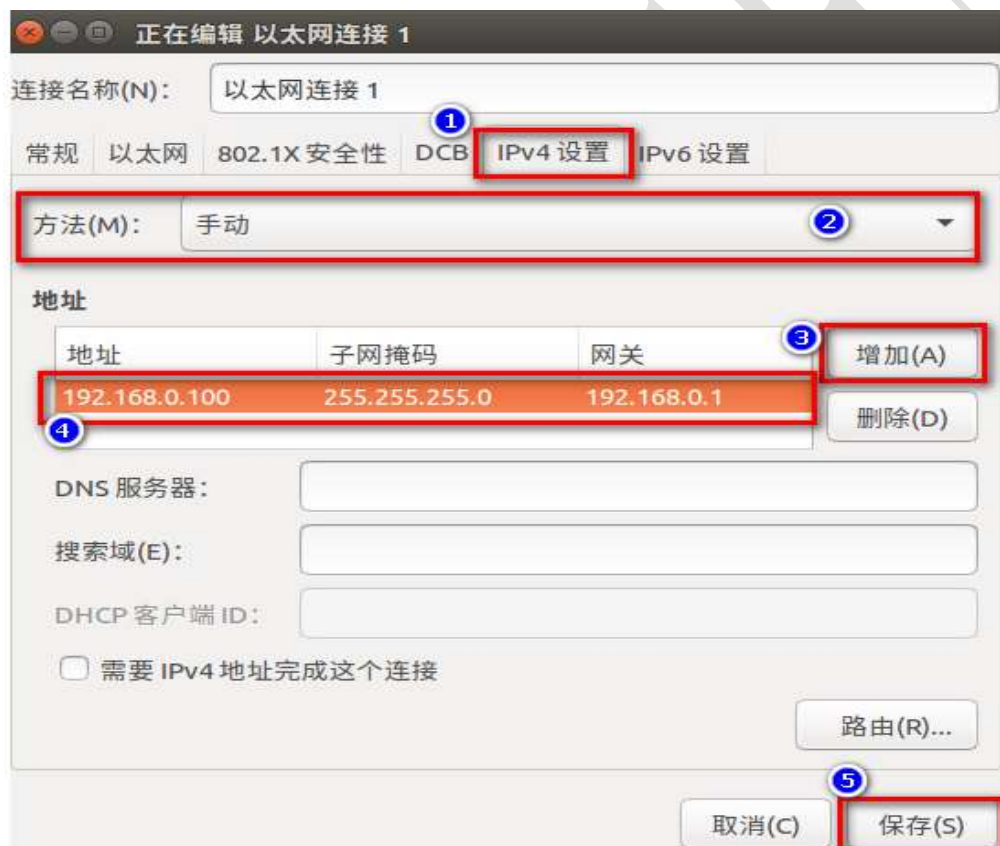 正在编辑 以太网连接 1
连接名称(N): 以太网连接 1
1
常规 以太网 802.1X 安全性 DCB IPv4 设置 IPv6 设置
方法(M): 手动 2
地址
地址 子网掩码 网关 3 增加(A)
192.168.0.100 255.255.255.0 192.168.0.1
4 删除(D)
DNS 服务器:
搜索域(E):
DHCP 客户端 ID:
需要 IPv4 地址完成这个连接
路由(R)...
5
取消(C) 保存(S)